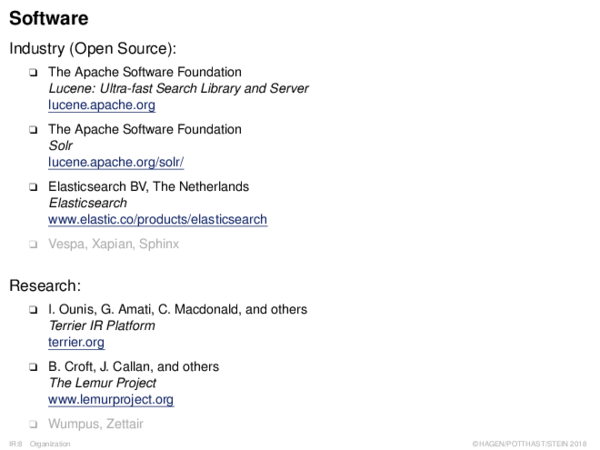 Software
Industry (Open Source):
❑ The Apache Software Foundation
Lucene: Ultra-fast Search Library and Server
lucene.apache.org
❑ The Apache Software Foundation
Solr
lucene.apache.org/solr/
❑ Elasticsearch BV, The Netherlands
Elasticsearch
www.elastic.co/products/elasticsearch
❑ Vespa, Xapian, Sphinx
Research:
❑ I. Ounis, G. Amati, C. Macdonald, and others
Terrier IR Platform
terrier.org
❑ B. Croft, J. Callan, and others
The Lemur Project
www.lemurproject.org
❑ Wumpus, Zettair
IR:8 Organization ©HAGEN/POTTHAST/STEIN 2018